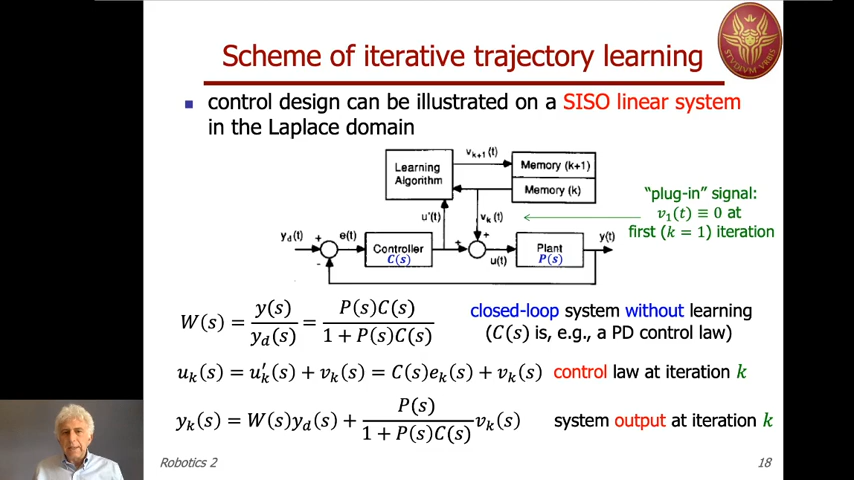 Scheme of iterative trajectory learning
STVDIVM VRBIS
control design can be illustrated on a SISO linear system
in the Laplace domain
v_{k+1}(t)
Learning
Algorithm
Memory (k+1)
Memory (k)
u'(t)
v_k(t)
"plug-in" signal:
v_1(t) ≡ 0 at
first (k = 1) iteration
y_d(t)
+
-
e(t)
Controller
C(s)
+
+
u(t)
Plant
P(s)
y(t)
W(s) = y(s)/y_d(s) = P(s)C(s)/(1 + P(s)C(s))
closed-loop system without learning
(C(s) is, e.g., a PD control law)
u_k(s) = u'_k(s) + v_k(s) = C(s)e_k(s) + v_k(s) control law at iteration k
y_k(s) = W(s)y_d(s) + P(s)/(1 + P(s)C(s)) v_k(s) system output at iteration k
Robotics 2
18